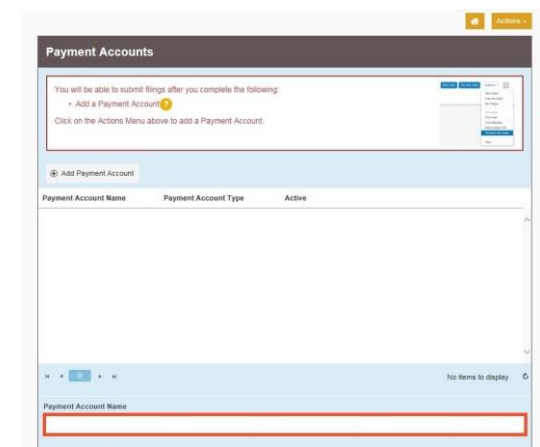 Actions
Payment Accounts
You will be able to submit filings after you complete the following:
• Add a Payment Account ?
Click on the Actions Menu above to add a Payment Account.
Add Payment Account
Payment Account Name Payment Account Type Active
0
No items to display
Payment Account Name